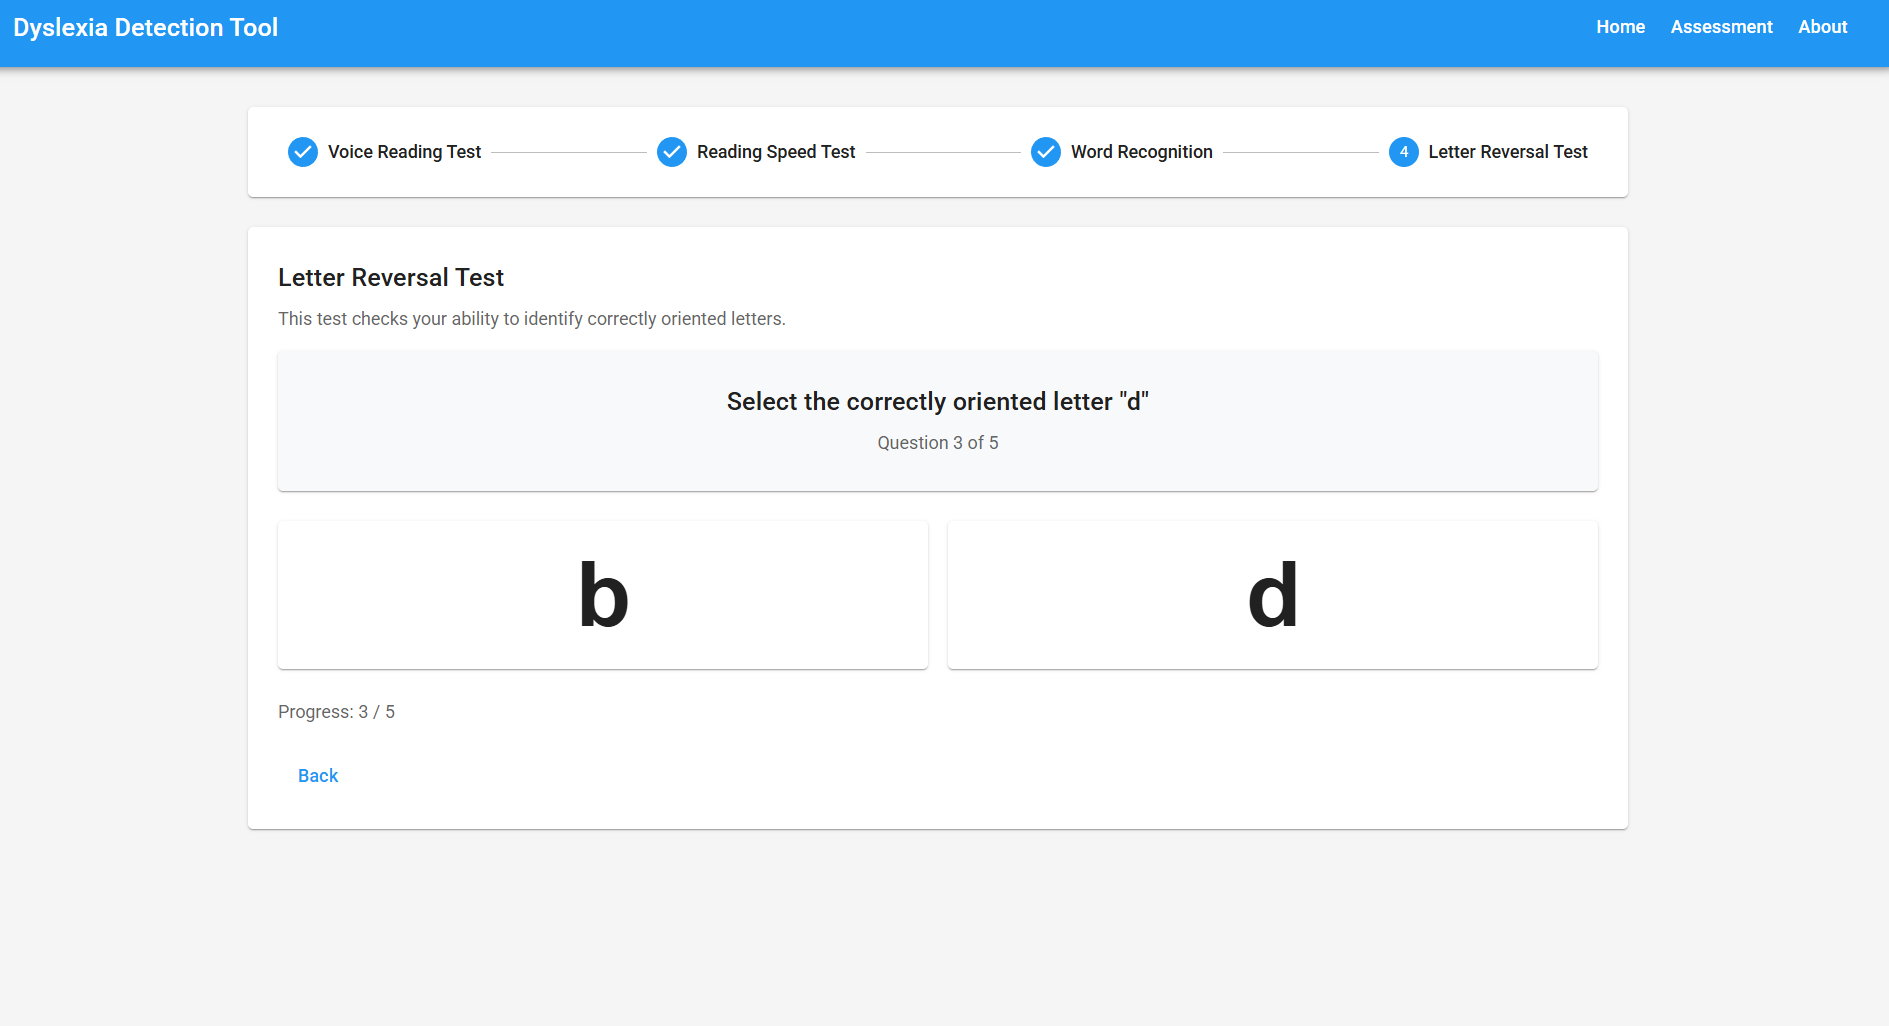 Dyslexia Detection Tool
Home Assessment About
Voice Reading Test Reading Speed Test Word Recognition 4 Letter Reversal Test
Letter Reversal Test
This test checks your ability to identify correctly oriented letters.
Select the correctly oriented letter "d"
Question 3 of 5
b d
Progress: 3 / 5
Back